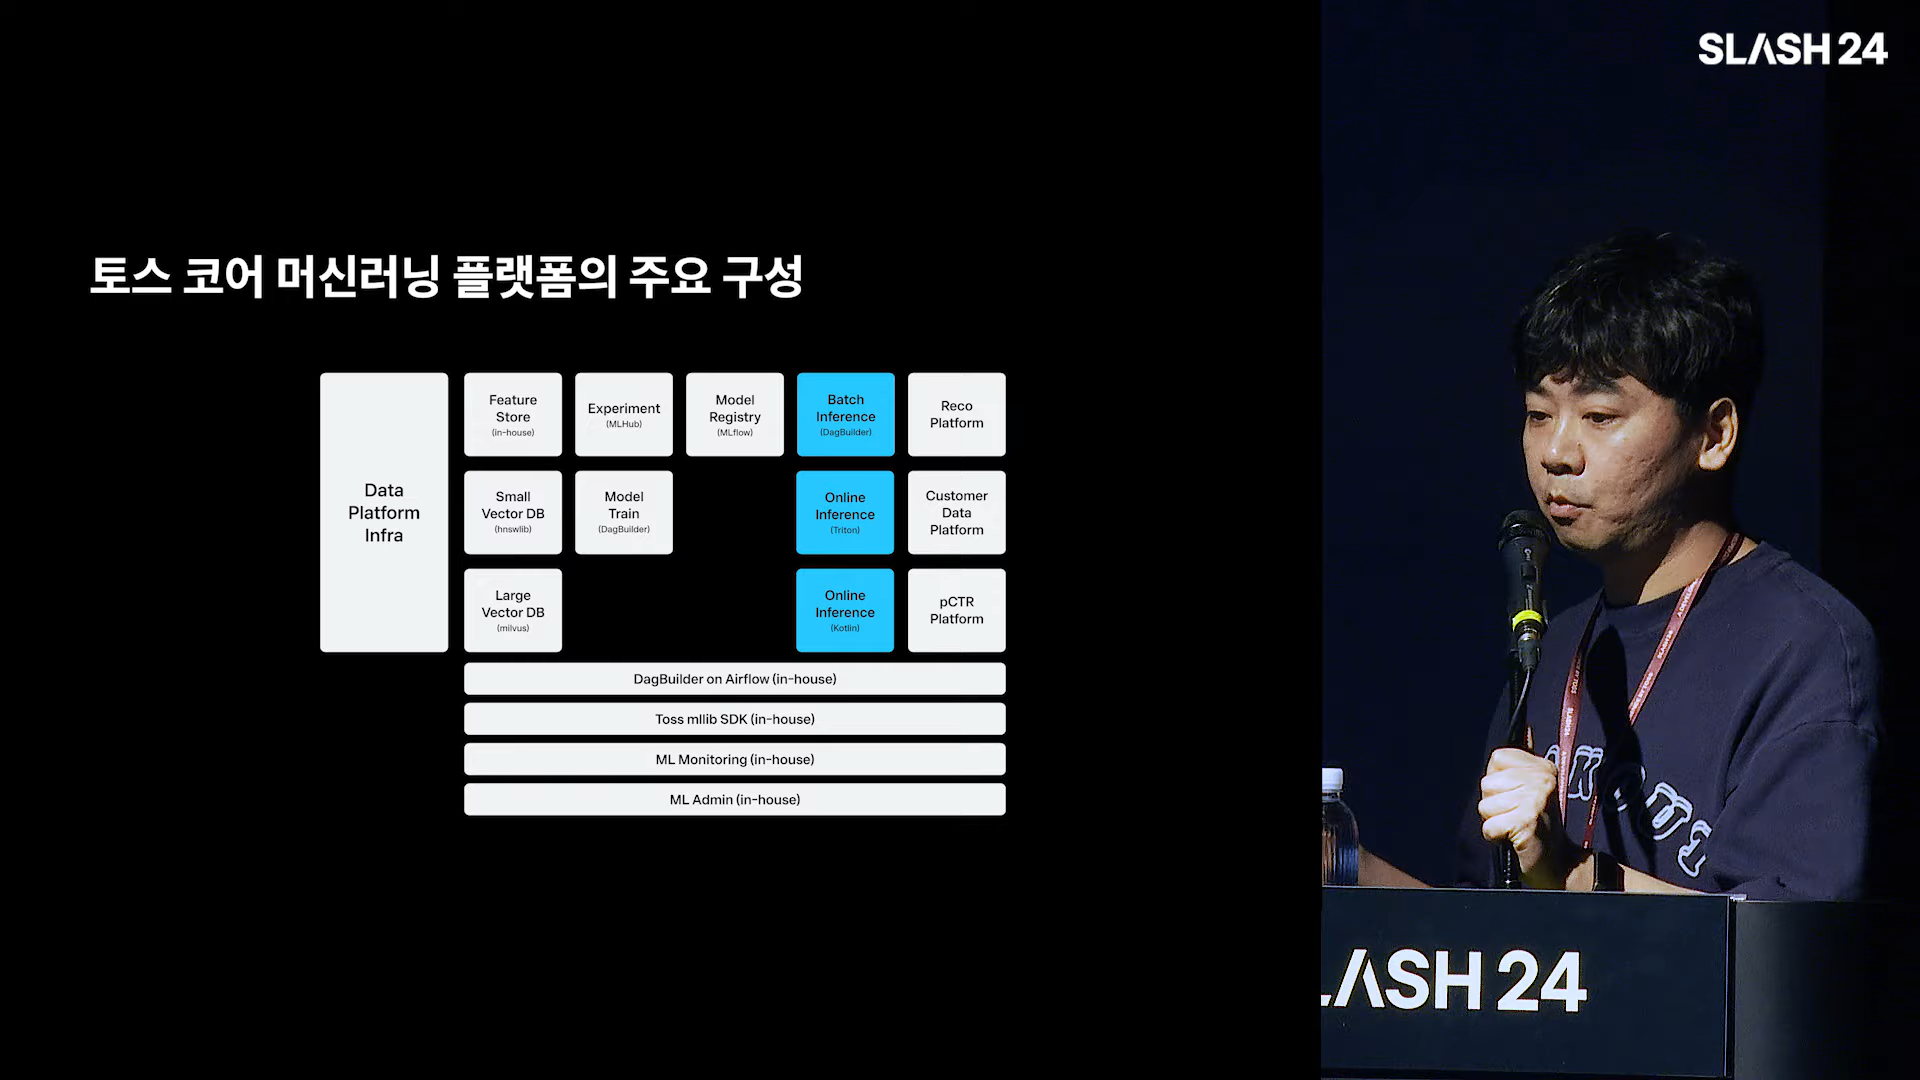 SLASH 24
토스 코어 머신러닝 플랫폼의 주요 구성
Data
Platform
Infra
Feature
Store
(in-house)
Experiment
(MLHub)
Model
Registry
(MLflow)
Batch
Inference
(DagBuilder)
Reco
Platform
Small
Vector DB
(hnswlib)
Model
Train
(DagBuilder)
Online
Inference
(Triton)
Customer
Data
Platform
Large
Vector DB
(milvus)
Online
Inference
(Kotlin)
pCTR
Platform
DagBuilder on Airflow (in-house)
Toss mllib SDK (in-house)
ML Monitoring (in-house)
ML Admin (in-house)
LASH 24